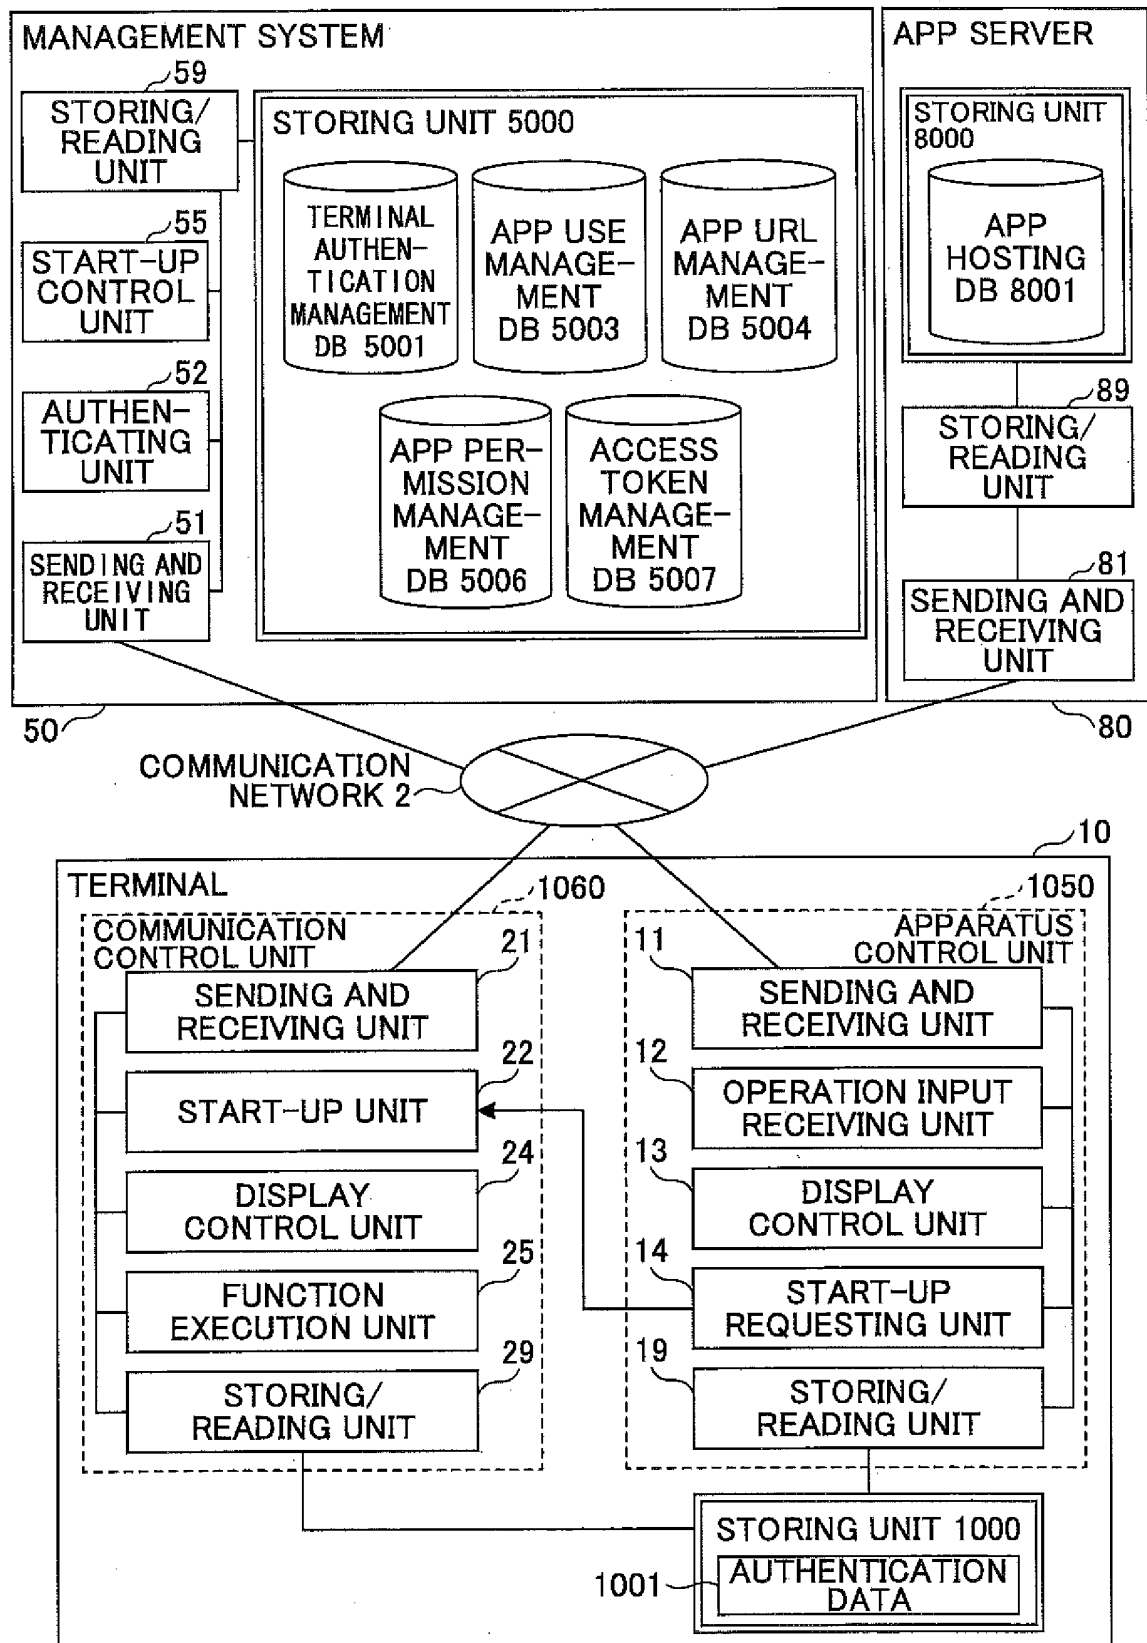 MANAGEMENT SYSTEM
59
STORING/
READING
UNIT
55
START-UP
CONTROL
UNIT
52
AUTHEN-
TICATING
UNIT
51
SENDING AND
RECEIVING
UNIT
STORING UNIT 5000
TERMINAL
AUTHEN-
TICATION
MANAGEMENT
DB 5001
APP USE
MANAGE-
MENT
DB 5003
APP URL
MANAGE-
MENT
DB 5004
APP PER-
MISSION
MANAGE-
MENT
DB 5006
ACCESS
TOKEN
MANAGE-
MENT
DB 5007
50
APP SERVER
STORING UNIT
8000
APP
HOSTING
DB 8001
89
STORING/
READING
UNIT
81
SENDING AND
RECEIVING
UNIT
80
COMMUNICATION
NETWORK 2
10
TERMINAL
1060
COMMUNICATION
CONTROL UNIT
21
SENDING AND
RECEIVING UNIT
22
START-UP UNIT
24
DISPLAY
CONTROL UNIT
25
FUNCTION
EXECUTION UNIT
29
STORING/
READING UNIT
1050
APPARATUS
CONTROL UNIT
11
SENDING AND
RECEIVING UNIT
12
OPERATION INPUT
RECEIVING UNIT
13
DISPLAY
CONTROL UNIT
14
START-UP
REQUESTING UNIT
19
STORING/
READING UNIT
STORING UNIT 1000
1001
AUTHENTICATION
DATA